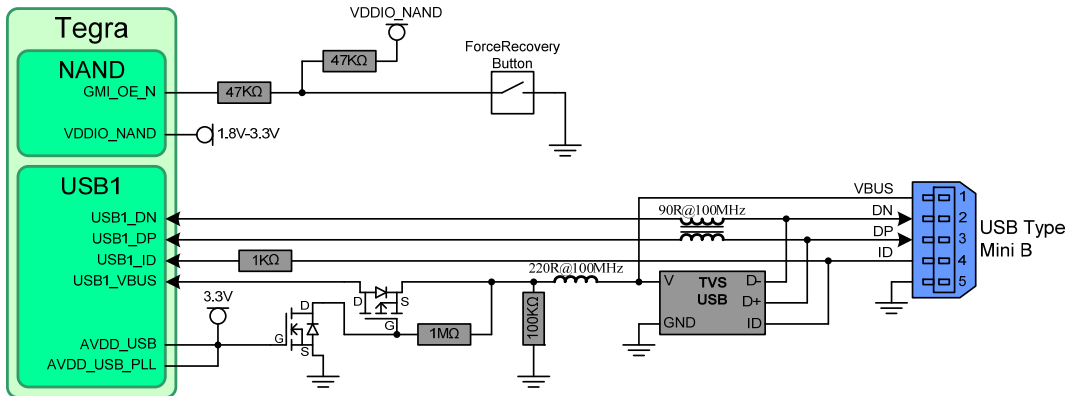 Tegra
NAND
GMI_OE_N
VDDIO_NAND
47KΩ
47KΩ
VDDIO_NAND
1.8V-3.3V
ForceRecovery
Button
USB1
USB1_DN
USB1_DP
USB1_ID
USB1_VBUS
AVDD_USB
AVDD_USB_PLL
1KΩ
3.3V
D
G
S
D
S
G
1MΩ
100KΩ
220R@100MHz
90R@100MHz
V
TVS
USB
GND
D-
D+
ID
VBUS
DN
DP
ID
1
2
3
4
5
USB Type
Mini B